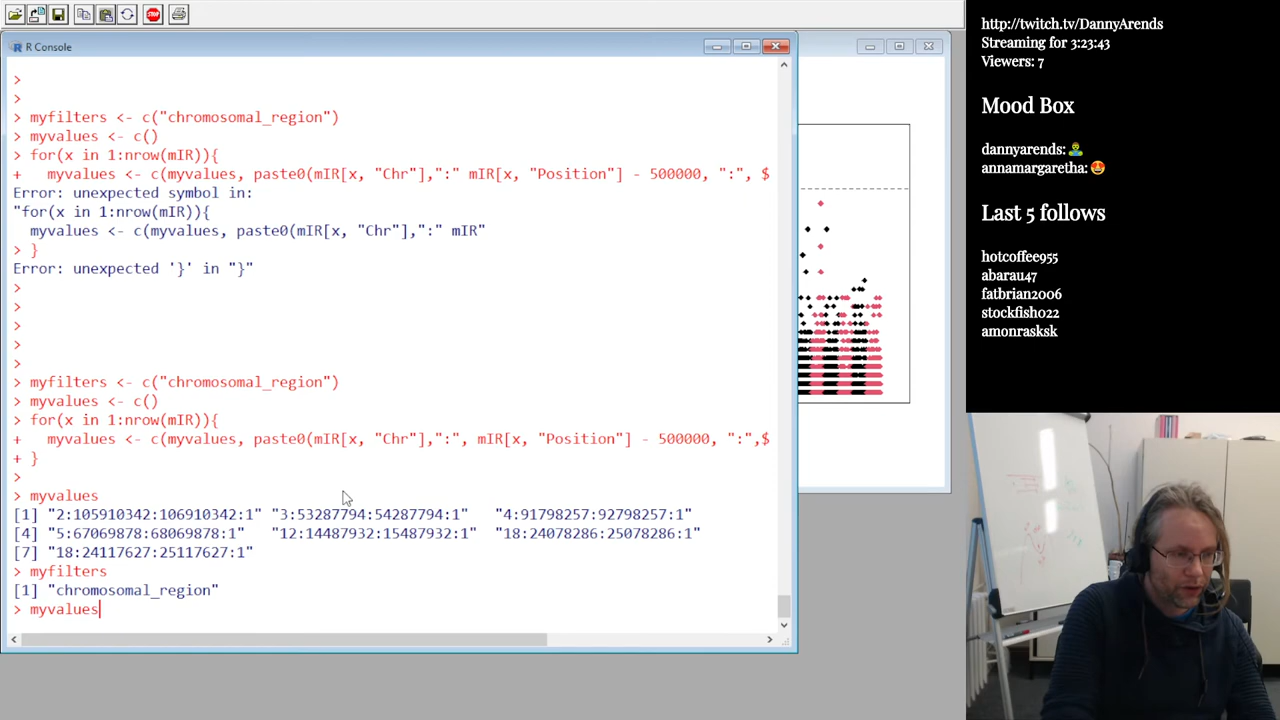 R Console
>
>
> myfilters <- c("chromosomal_region")
> myvalues <- c()
> for(x in 1:nrow(mIR)){
+   myvalues <- c(myvalues, paste0(mIR[x, "Chr"],":" mIR[x, "Position"] - 500000, ":", $
Error: unexpected symbol in:
"for(x in 1:nrow(mIR)){
  myvalues <- c(myvalues, paste0(mIR[x, "Chr"],":" mIR"
> }
Error: unexpected '}' in "}"
>
>
>
>
>
> myfilters <- c("chromosomal_region")
> myvalues <- c()
> for(x in 1:nrow(mIR)){
+   myvalues <- c(myvalues, paste0(mIR[x, "Chr"],":", mIR[x, "Position"] - 500000, ":",$
+ }
>
> myvalues
[1] "2:105910342:106910342:1" "3:53287794:54287794:1"   "4:91798257:92798257:1"
[4] "5:67069878:68069878:1"   "12:14487932:15487932:1"  "18:24078286:25078286:1"
[7] "18:24117627:25117627:1"
> myfilters
[1] "chromosomal_region"
> myvalues
STOP
http://twitch.tv/DannyArends
Streaming for 3:23:43
Viewers: 7
Mood Box
dannyarends:
annamargaretha:
Last 5 follows
hotcoffee955
abarau47
fatbrian2006
stockfish022
amonrasksk